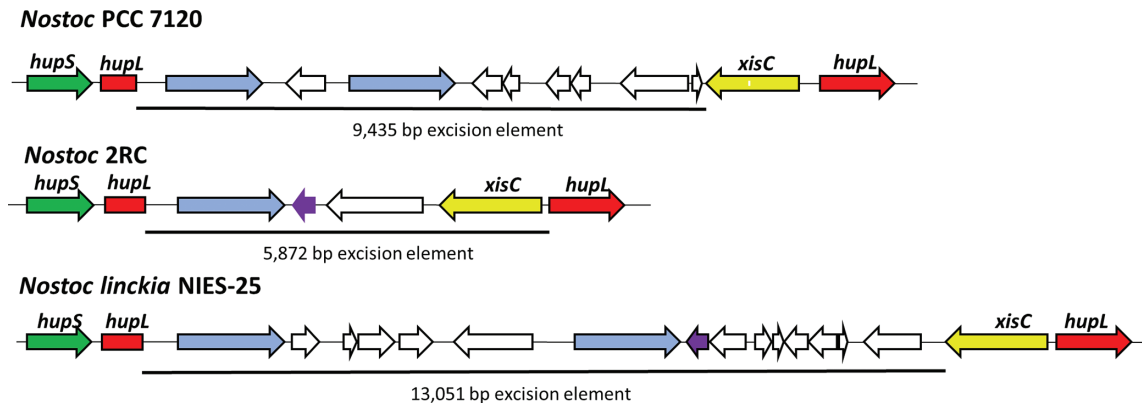 Nostoc PCC 7120
hupS hupL xisC hupL
9,435 bp excision element
Nostoc 2RC
hupS hupL xisC hupL
5,872 bp excision element
Nostoc linckia NIES-25
hupS hupL xisC hupL
13,051 bp excision element